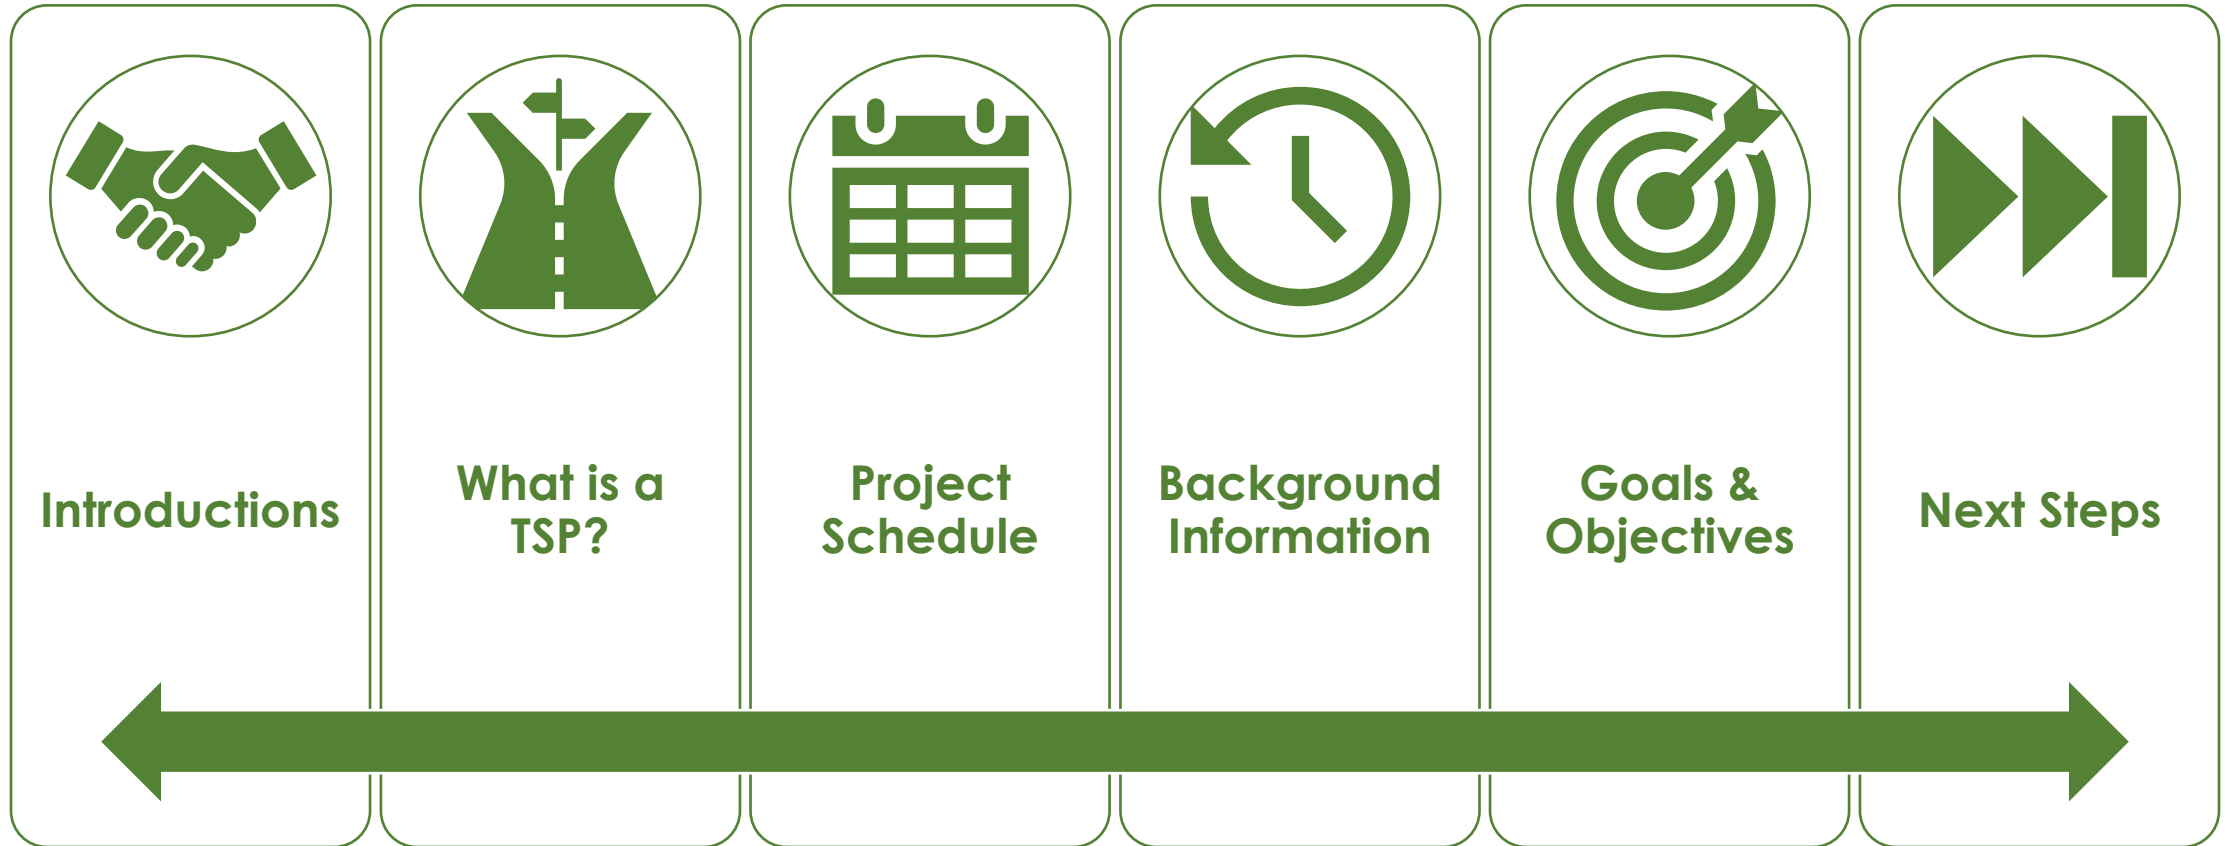 Introductions
What is a
TSP?
Project
Schedule
Background
Information
Goals &
Objectives
Next Steps